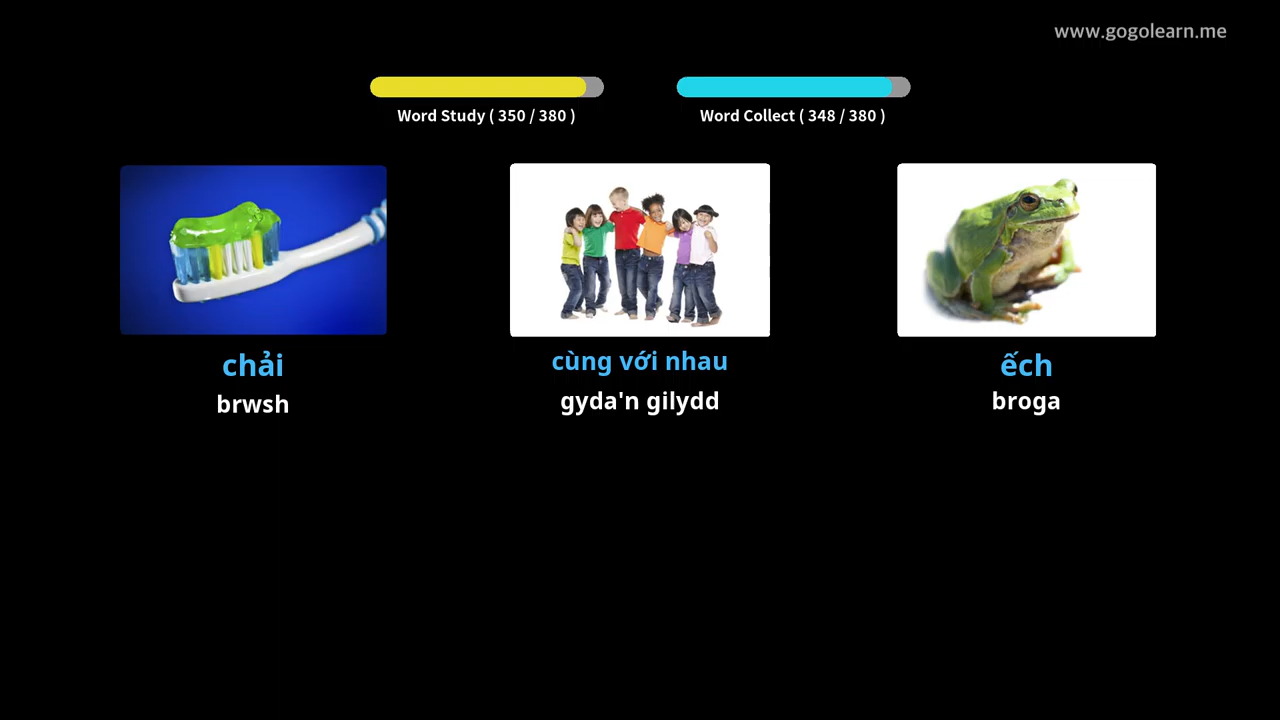 www.gogolearn.me
Word Study ( 350 / 380 )
Word Collect ( 348 / 380 )
chải
brwsh
cùng với nhau
gyda'n gilydd
ếch
broga